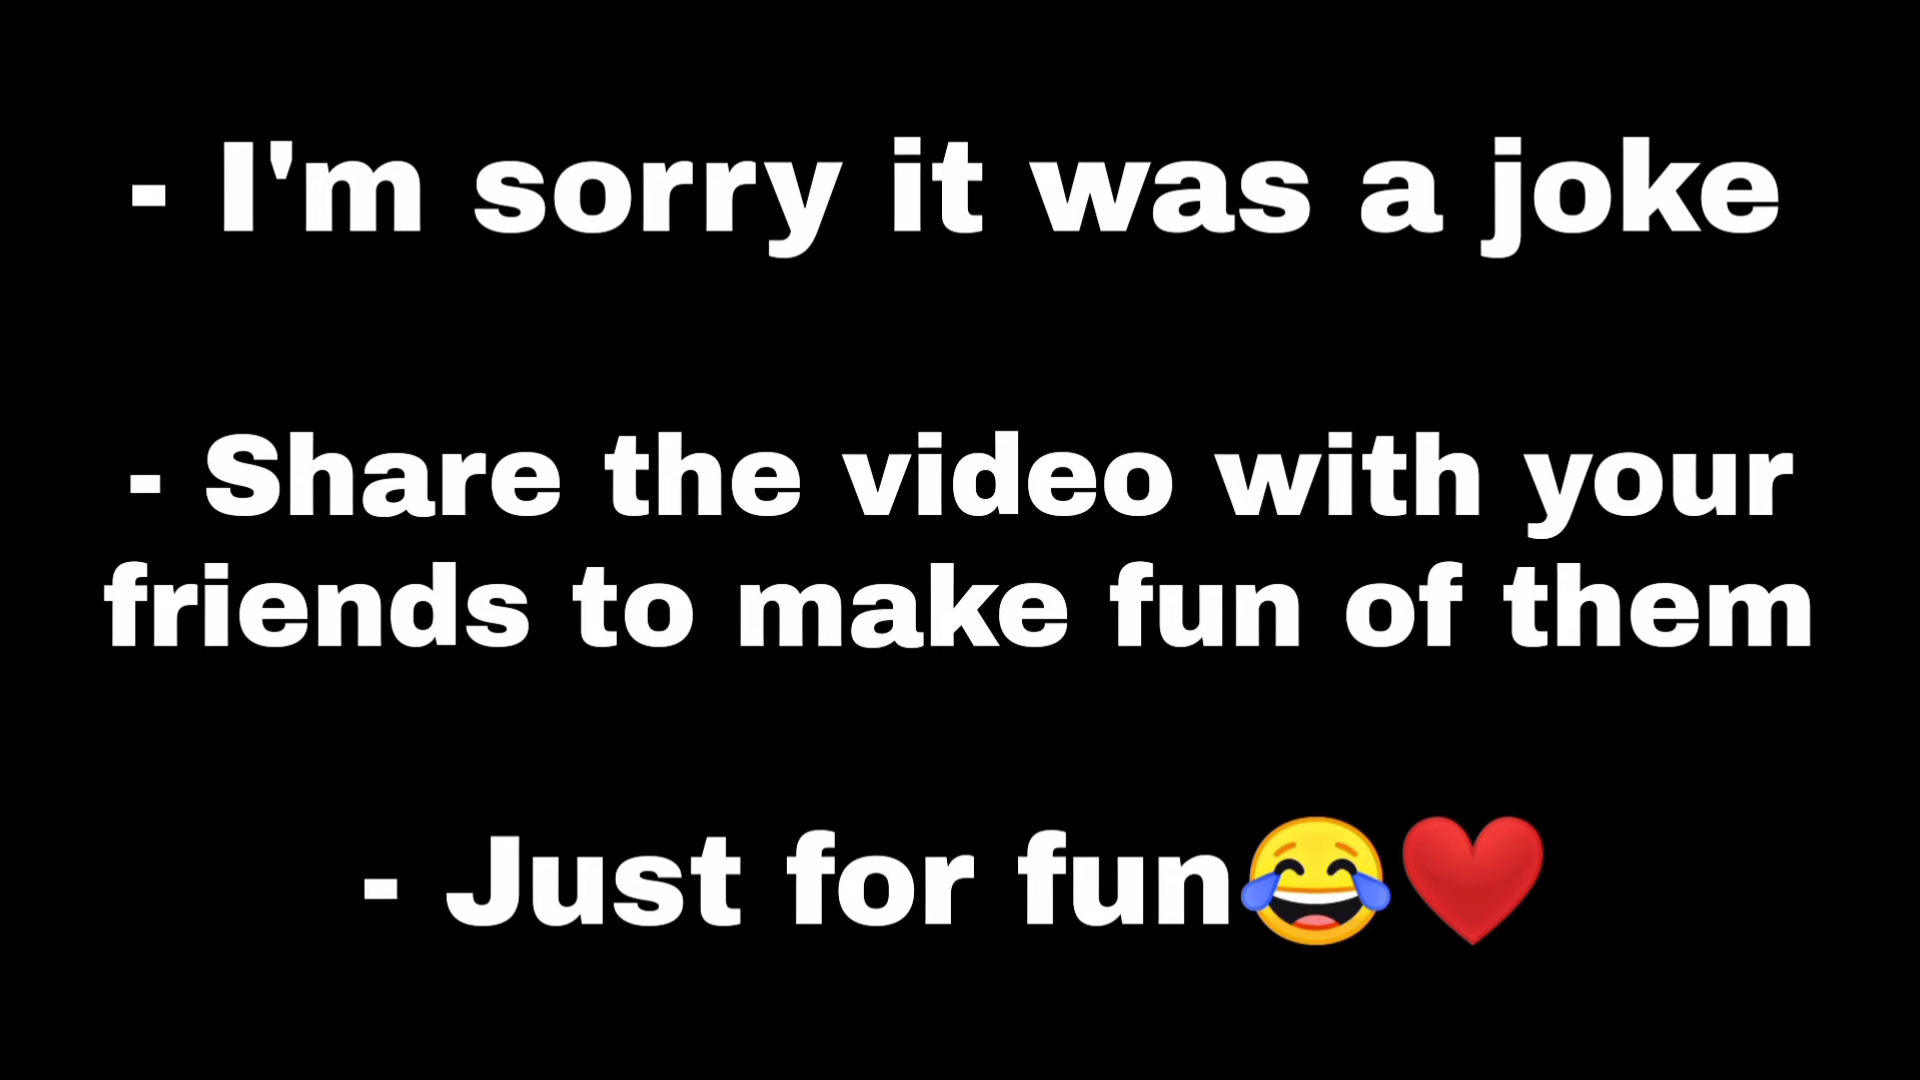 - I'm sorry it was a joke
- Share the video with your
friends to make fun of them
- Just for fun😂❤️